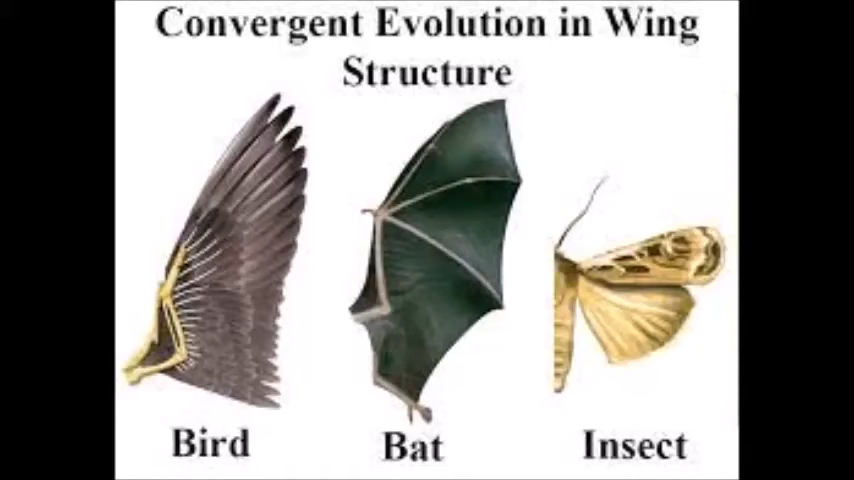 Convergent Evolution in Wing
Structure
Bird
Bat
Insect